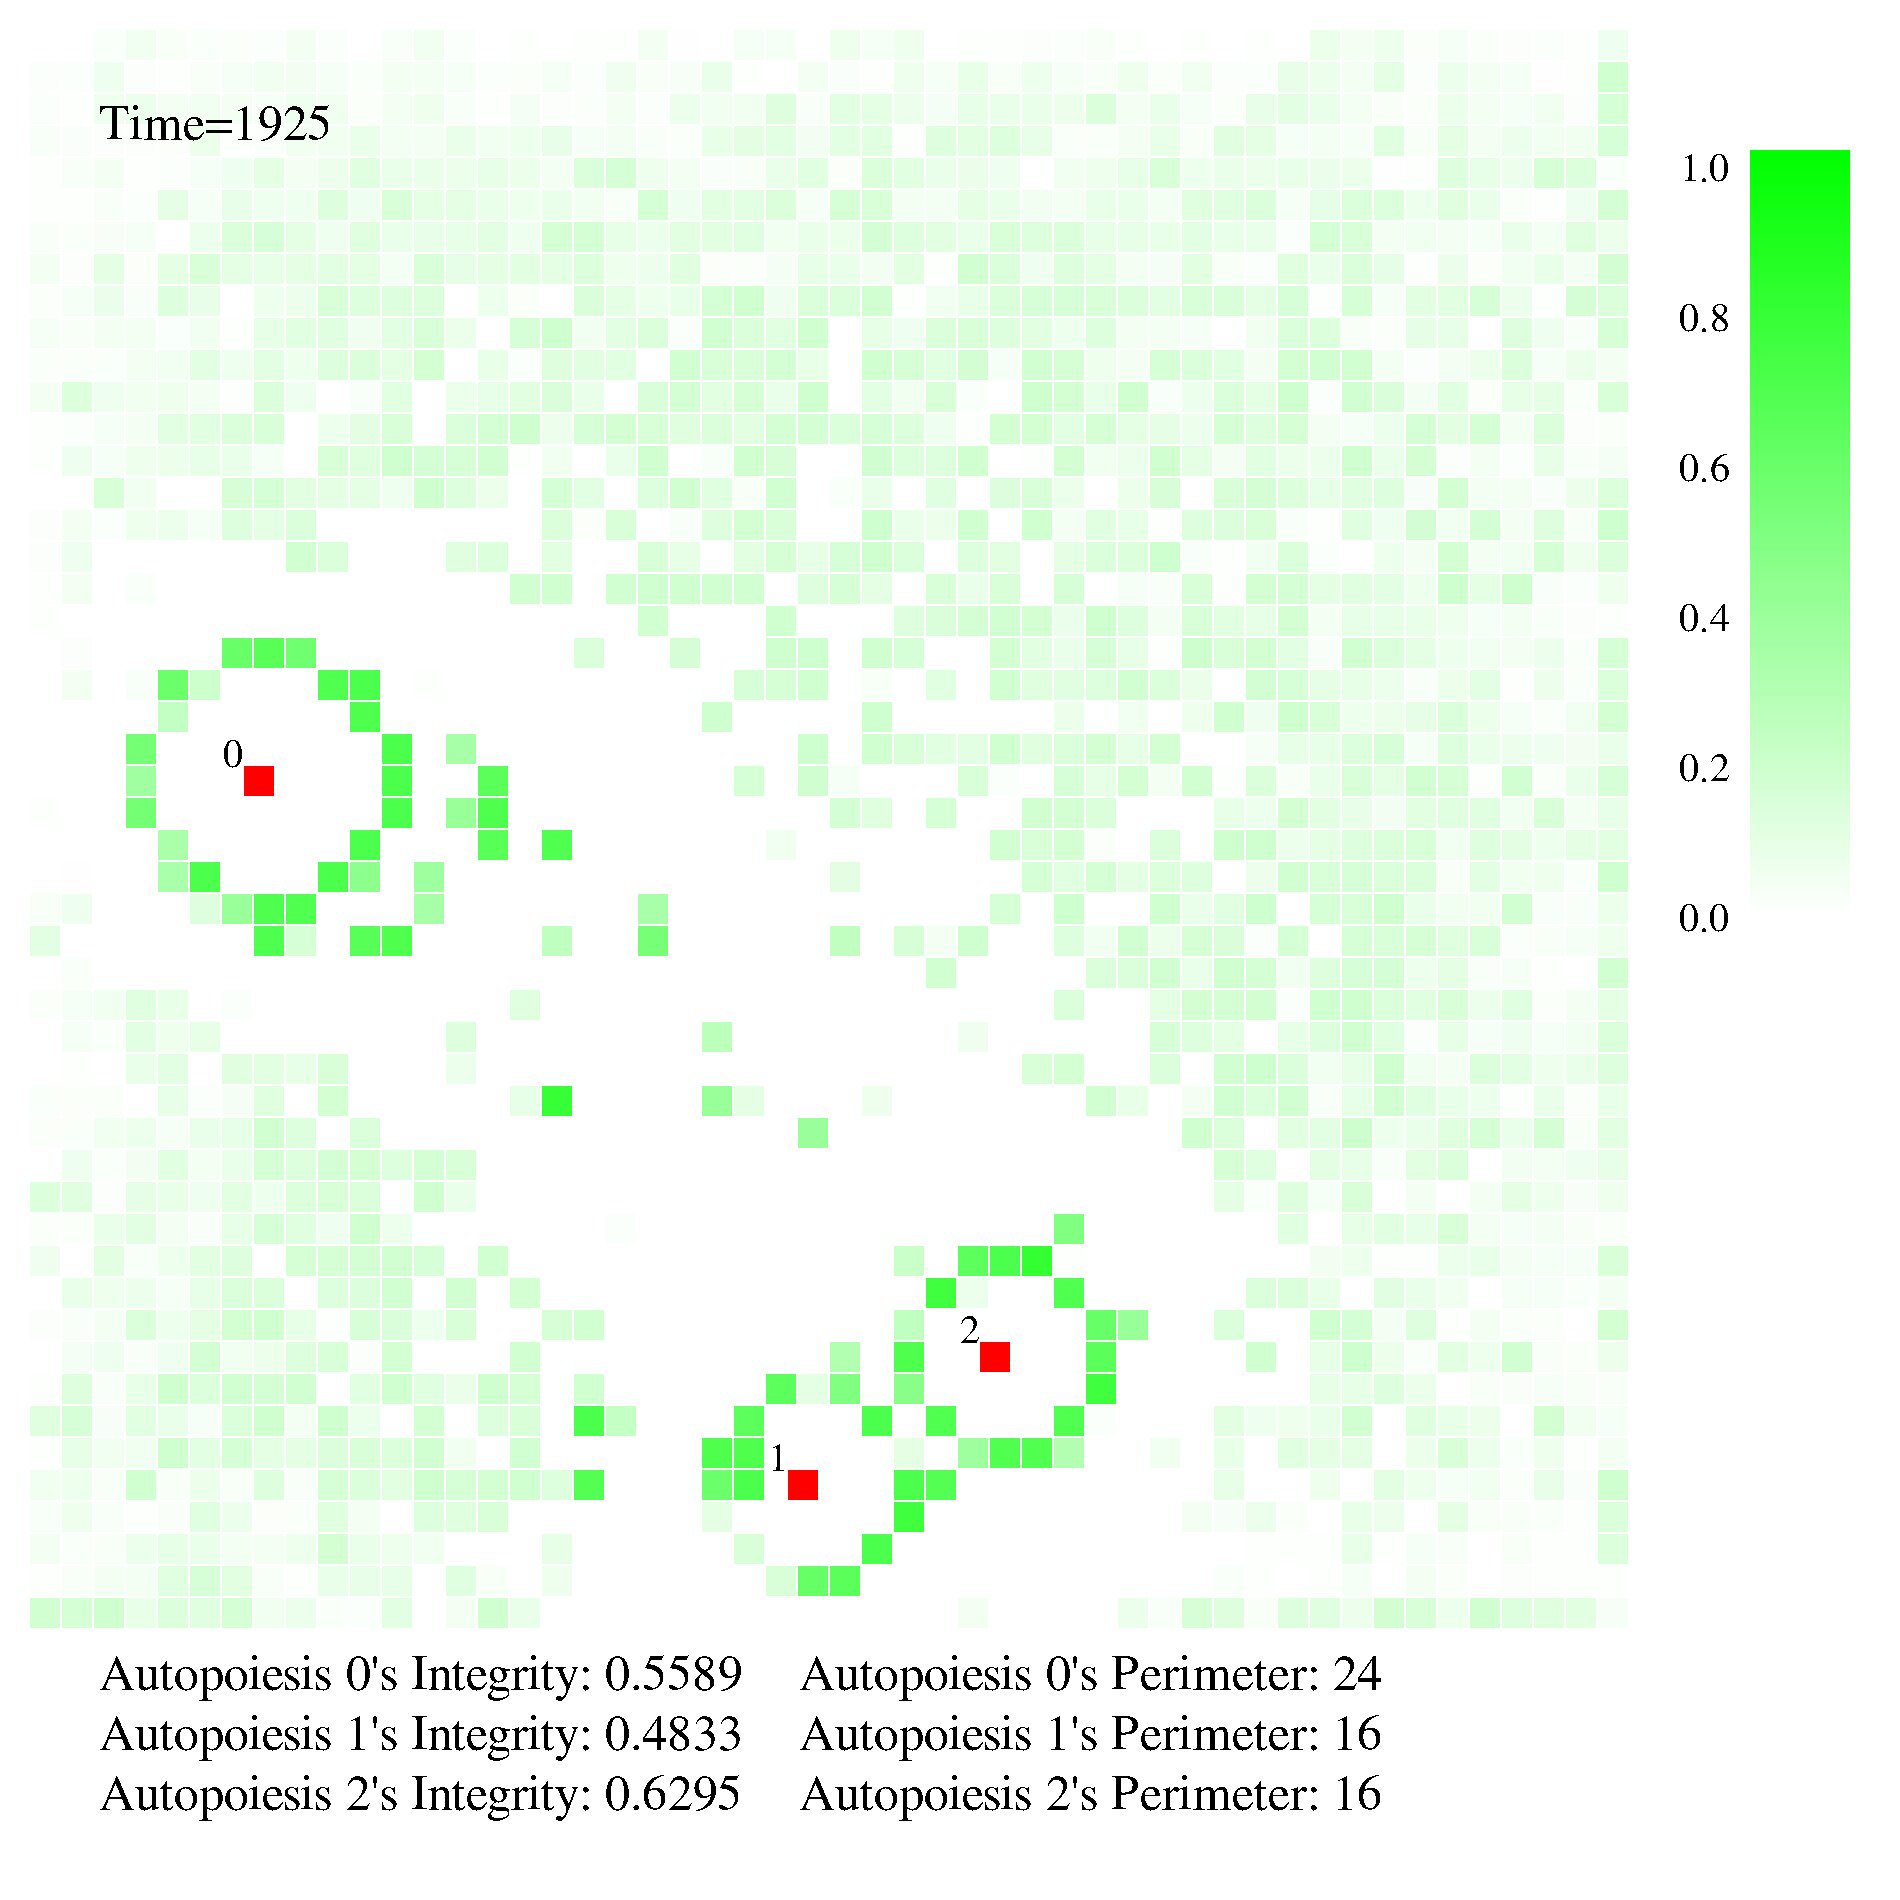 Time=1925
1.0
0.8
0.6
0.4
0.2
0.0
0
2
1
Autopoiesis 0's Integrity: 0.5589 Autopoiesis 0's Perimeter: 24
Autopoiesis 1's Integrity: 0.4833 Autopoiesis 1's Perimeter: 16
Autopoiesis 2's Integrity: 0.6295 Autopoiesis 2's Perimeter: 16